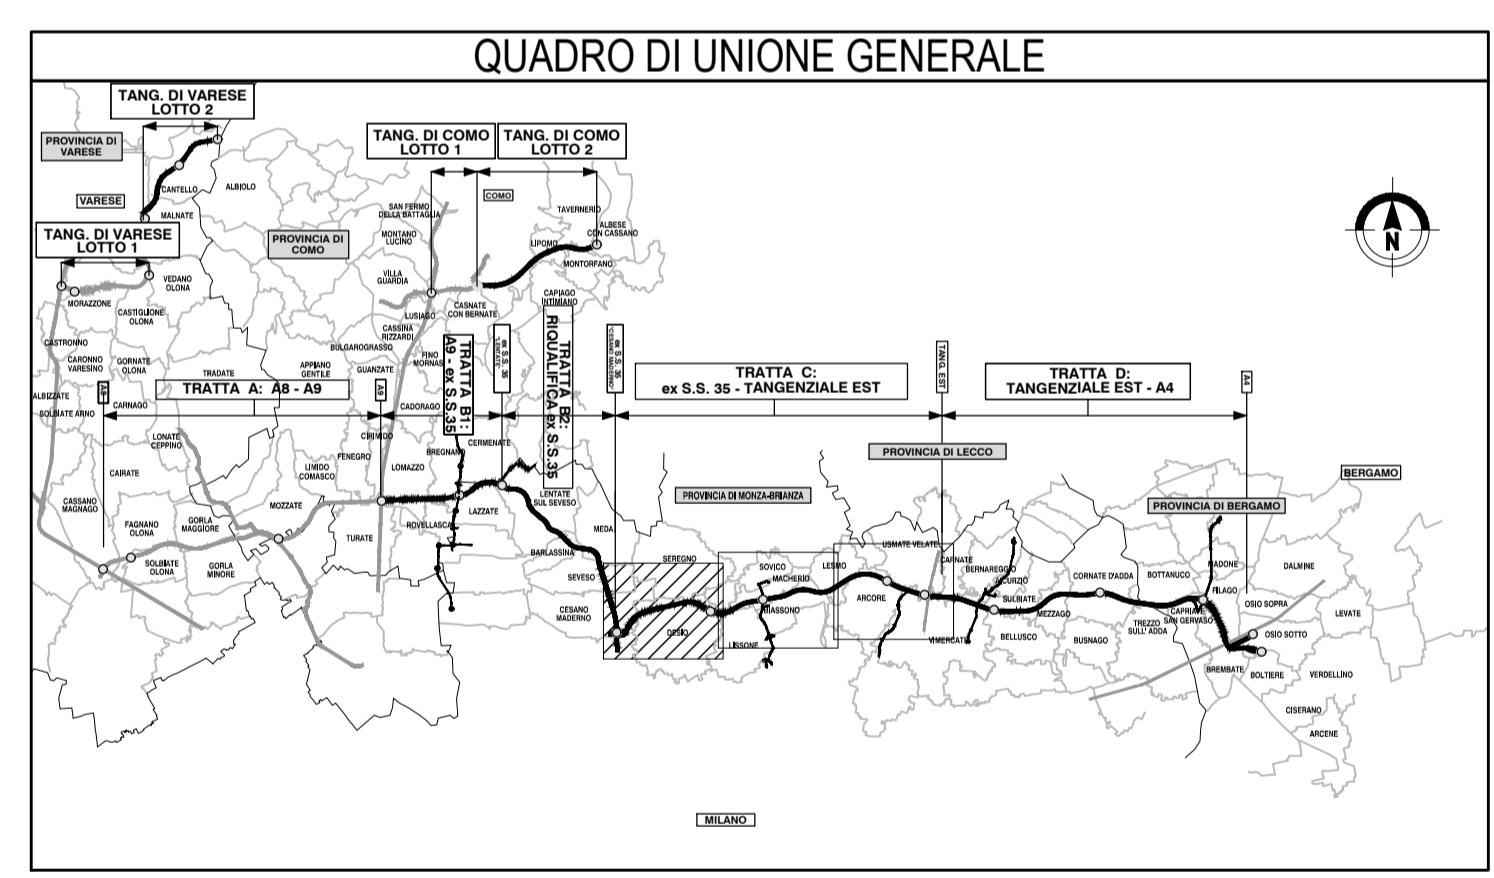 QUADRO DI UNIONE GENERALE
TANG. DI VARESE
LOTTO 2
PROVINCIA DI
VARESE
TANG. DI COMO
LOTTO 1
TANG. DI COMO
LOTTO 2
CANTELLO
ALBIOLO
VARESE
MALNATE
COMO
SAN FERMO
DELLA BATTAGLIA
TAVERNERIO
ALBESE
CON CASSANO
TANG. DI VARESE
LOTTO 1
PROVINCIA DI
COMO
MONTANO
LUCINO
LIPOMO
MONTORFANO
N
VEDANO
OLONA
VILLA
GUARDIA
MORAZZONE
CASTIGLIONE
OLONA
LUSIAGO
CASNATE
CON BERNATE
CAPIAGO
INTIMIANO
CASSINA
RIZZARDI
CASTRONNO
CARONNO
VARESINO
GORNATE
OLONA
TRADATE
BULGAROGRASSO
APPIANO
GENTILE
GUANZATE
FINO
MORNAS
TRATTA B1:
A9 - ex S.S.35
ex S.S. 35
"LENTATE"
TRATTA B2:
RIQUALIFICA ex S.S.35
ex S.S. 35
"CESANO MADERNO"
TRATTA C:
ex S.S. 35 - TANGENZIALE EST
TANG. EST
TRATTA D:
TANGENZIALE EST - A4
A4
ALBIZZATE
A8
TRATTA A: A8 - A9
A9
SOLBIATE ARNO
CARNAGO
CADORAGO
LONATE
CEPPINO
CIRIMIDO
FENEGRO
LOMAZZO
BREGNANO
CERMENATE
PROVINCIA DI LECCO
BERGAMO
CAIRATE
LIMIDO
COMASCO
CASSANO
MAGNAGO
MOZZATE
LENTATE
SUL SEVESO
PROVINCIA DI MONZA-BRIANZA
PROVINCIA DI BERGAMO
FAGNANO
OLONA
GORLA
MAGGIORE
TURATE
ROVELLASCA
LAZZATE
MEDA
SOLBIATE
OLONA
GORLA
MINORE
BARLASSINA
SEVESO
SEREGNO
SOVICO
MACHERIO
LESMO
USMATE VELATE
CARNATE
BERNAREGGIO
AICURZIO
CORNATE D'ADDA
BOTTANUCO
MADONE
DALMINE
CESANO
MADERNO
DESIO
BIASSONO
LISSONE
ARCORE
SULBIATE
MEZZAGO
VIMERCATE
BELLUSCO
BUSNAGO
TREZZO
SULL' ADDA
CAPRIATE
SAN GERVASO
FILAGO
OSIO SOPRA
LEVATE
OSIO SOTTO
BREMBATE
BOLTIERE
VERDELLINO
CISERANO
ARCENE
MILANO